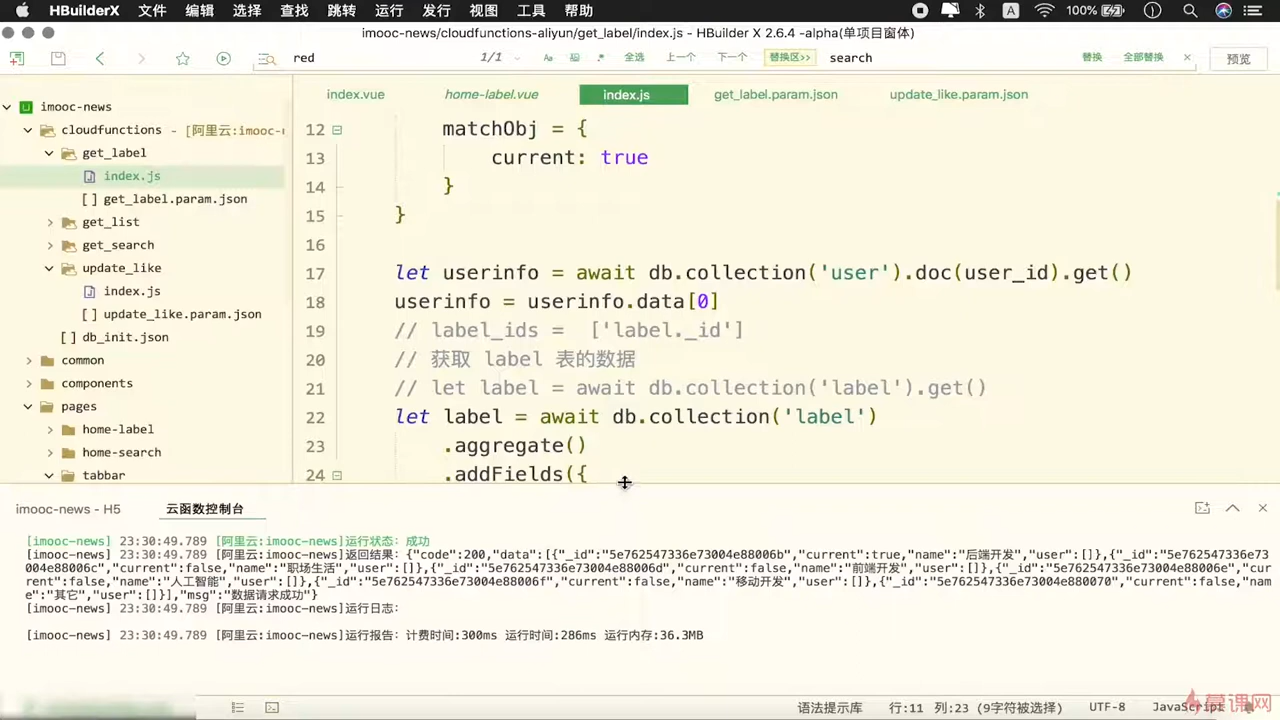 HBuilderX 文件 编辑 选择 查找 跳转 运行 发行 视图 工具 帮助 A 100%
imooc-news/cloudfunctions-aliyun/get_label/index.js - HBuilder X 2.6.4 -alpha(单项目窗体)
red 1/1 Aa ab .* 全选 上一个 下一个 替换区>> search 替换 全部替换 × 预览
index.vue home-label.vue index.js get_label.param.json update_like.param.json
imooc-news
cloudfunctions - [阿里云:imooc-
get_label
index.js
[ ] get_label.param.json
get_list
get_search
update_like
index.js
[ ] update_like.param.json
[ ] db_init.json
common
components
pages
home-label
home-search
tabbar
12 matchObj = {
13 current: true
14 }
15 }
16
17 let userinfo = await db.collection('user').doc(user_id).get()
18 userinfo = userinfo.data[0]
19 // label_ids = ['label._id']
20 // 获取 label 表的数据
21 // let label = await db.collection('label').get()
22 let label = await db.collection('label')
23 .aggregate()
24 .addFields({
imooc-news - H5 云函数控制台
[imooc-news] 23:30:49.789 [阿里云:imooc-news]运行状态: 成功
[imooc-news] 23:30:49.789 [阿里云:imooc-news]返回结果: {"code":200,"data":[{"_id":"5e762547336e73004e88006b","current":true,"name":"后端开发","user":[]},{"_id":"5e762547336e73
004e88006c","current":false,"name":"职场生活","user":[]},{"_id":"5e762547336e73004e88006d","current":false,"name":"前端开发","user":[]},{"_id":"5e762547336e73004e88006e","cur
rent":false,"name":"人工智能","user":[]},{"_id":"5e762547336e73004e88006f","current":false,"name":"移动开发","user":[]},{"_id":"5e762547336e73004e880070","current":false,"nam
e":"其它","user":[]}],"msg":"数据请求成功"}
[imooc-news] 23:30:49.789 [阿里云:imooc-news]运行日志:
[imooc-news] 23:30:49.789 [阿里云:imooc-news]运行报告: 计费时间:300ms 运行时间:286ms 运行内存:36.3MB
语法提示库 行:11 列:23 (9字符被选择) UTF-8 JavaScript
慕课网